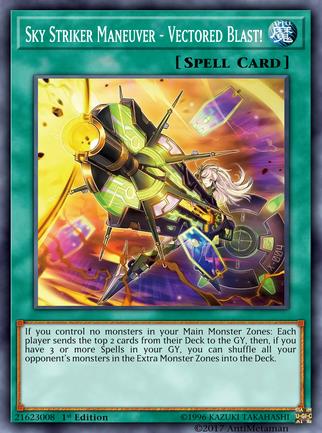 Sky Striker Maneuver - Vectored Blast!
[Spell Card]
If you control no monsters in your Main Monster Zones: Each
player sends the top 2 cards from their Deck to the GY, then, if you
have 3 or more Spells in your GY, you can shuffle all your
opponent's monsters in the Extra Monster Zones into the Deck.
21623008 1st Edition
©1996 KAZUKI TAKAHASHI
©2017 AntiMetaman